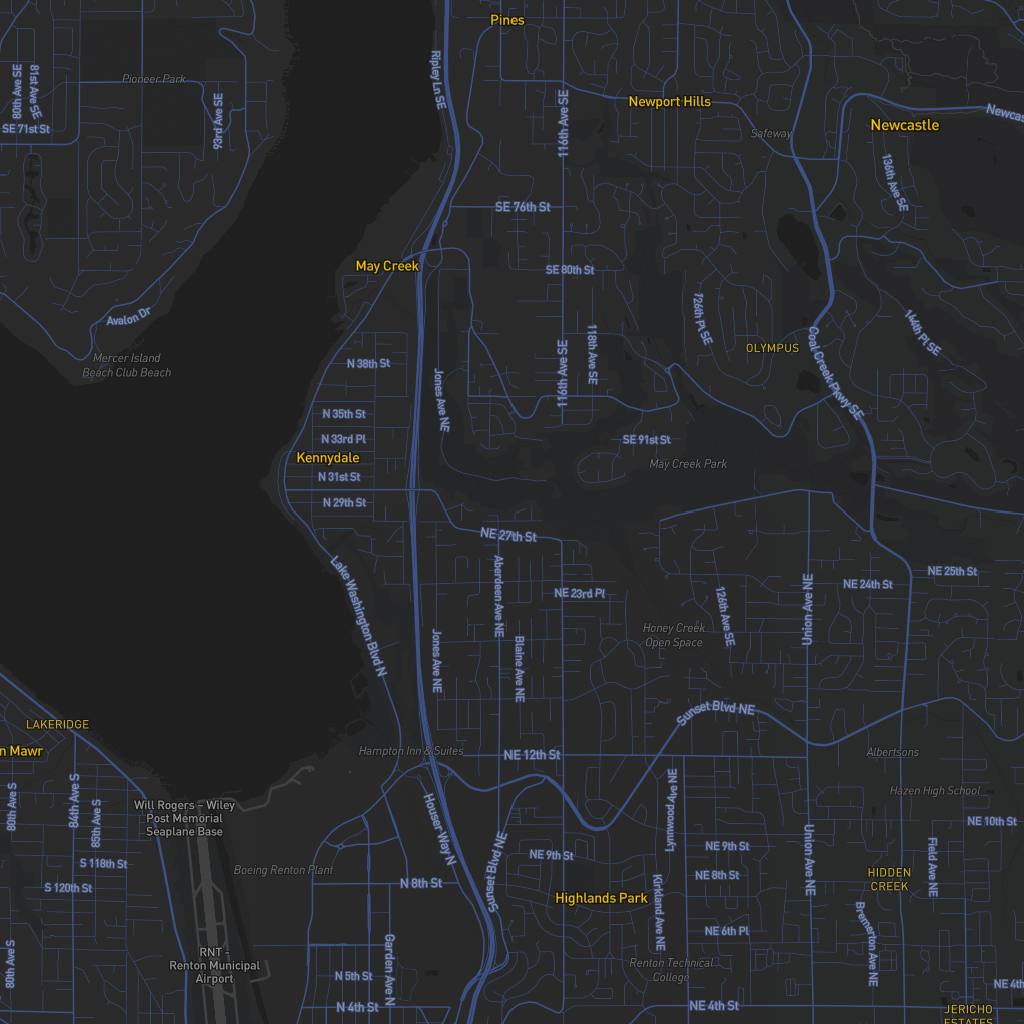 Pines
Ripley Ln SE
80th Ave SE
81st Ave SE
Pioneer Park
93rd Ave SE
SE 71st St
116th Ave SE
Newport Hills
Safeway
Newcastle
136th Ave SE
SE 76th St
May Creek
SE 80th St
Avalon Dr
Mercer Island
Beach Club Beach
N 38th St
Jones Ave NE
116th Ave SE
118th Ave SE
126th Pl SE
OLYMPUS
Coal Creek Pkwy SE
144th Pl SE
N 35th St
N 33rd Pl
Kennydale
N 31st St
N 29th St
SE 91st St
May Creek Park
NE 27th St
Lake Washington Blvd N
Aberdeen Ave NE
NE 23rd Pl
Union Ave NE
NE 24th St
NE 25th St
126th Ave SE
Honey Creek
Open Space
Jones Ave NE
Blaine Ave NE
Sunset Blvd NE
LAKERIDGE
n Mawr
Hampton Inn & Suites
NE 12th St
Albertsons
80th Ave S
84th Ave S
85th Ave S
Will Rogers – Wiley
Post Memorial
Seaplane Base
Houser Way N
Lynnwood Ave NE
Hazen High School
NE 10th St
S 118th St
S 120th St
Boeing Renton Plant
N 8th St
Sunset Blvd NE
NE 9th St
NE 9th St
NE 8th St
Union Ave NE
HIDDEN
CREEK
Field Ave NE
Highlands Park
Kirkland Ave NE
NE 6th Pl
Bremerton Ave NE
80th Ave S
RNT -
Renton Municipal
Airport
Garden Ave N
N 5th St
N 4th St
Renton Technical
College
NE 4th St
NE 4th
JERICHO
ESTATES